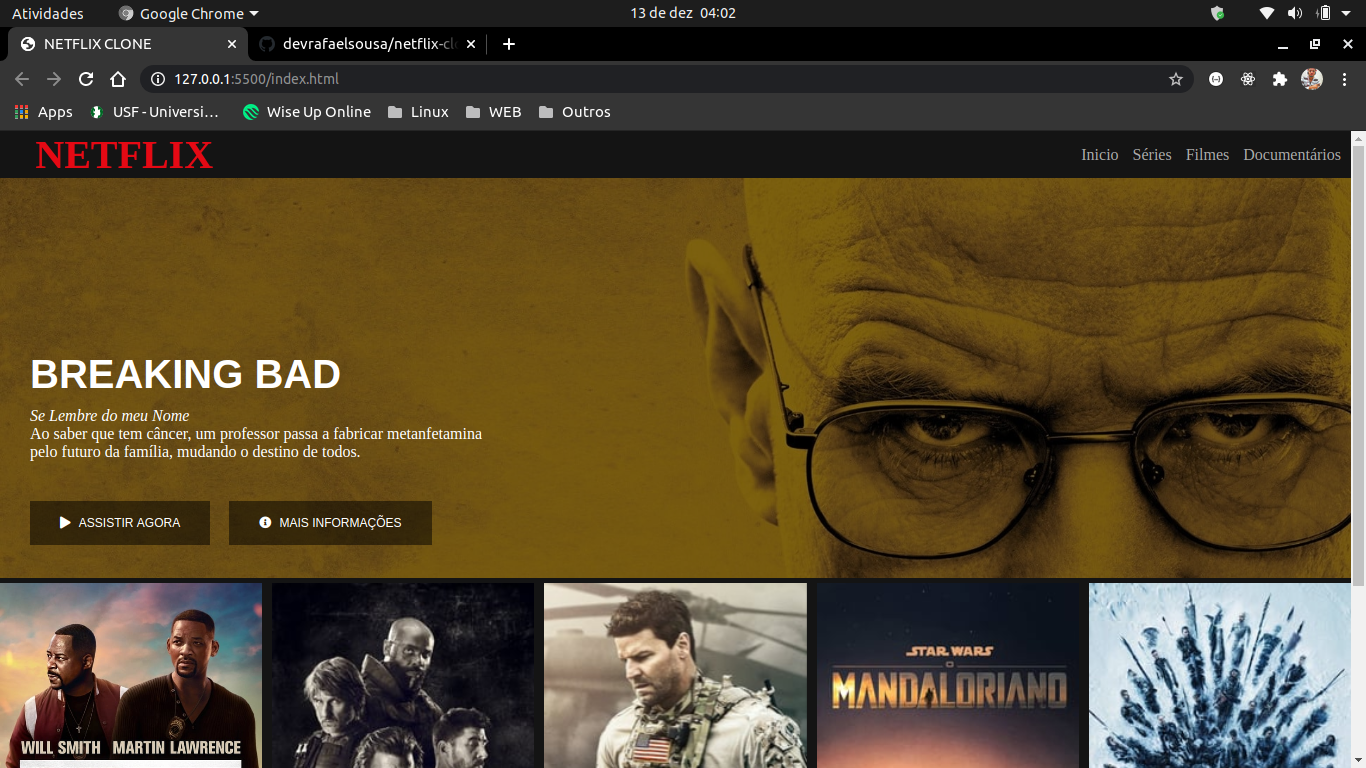 Atividades
Google Chrome
13 de dez 04:02
NETFLIX CLONE
devrafaelsousa/netflix-cl
127.0.0.1:5500/index.html
Apps
USF - Universi…
Wise Up Online
Linux
WEB
Outros
NETFLIX
Inicio
Séries
Filmes
Documentários
BREAKING BAD
Se Lembre do meu Nome
Ao saber que tem câncer, um professor passa a fabricar metanfetamina
pelo futuro da família, mudando o destino de todos.
ASSISTIR AGORA
MAIS INFORMAÇÕES
WILL SMITH MARTIN LAWRENCE
STAR WARS
O
MANDALORIANO